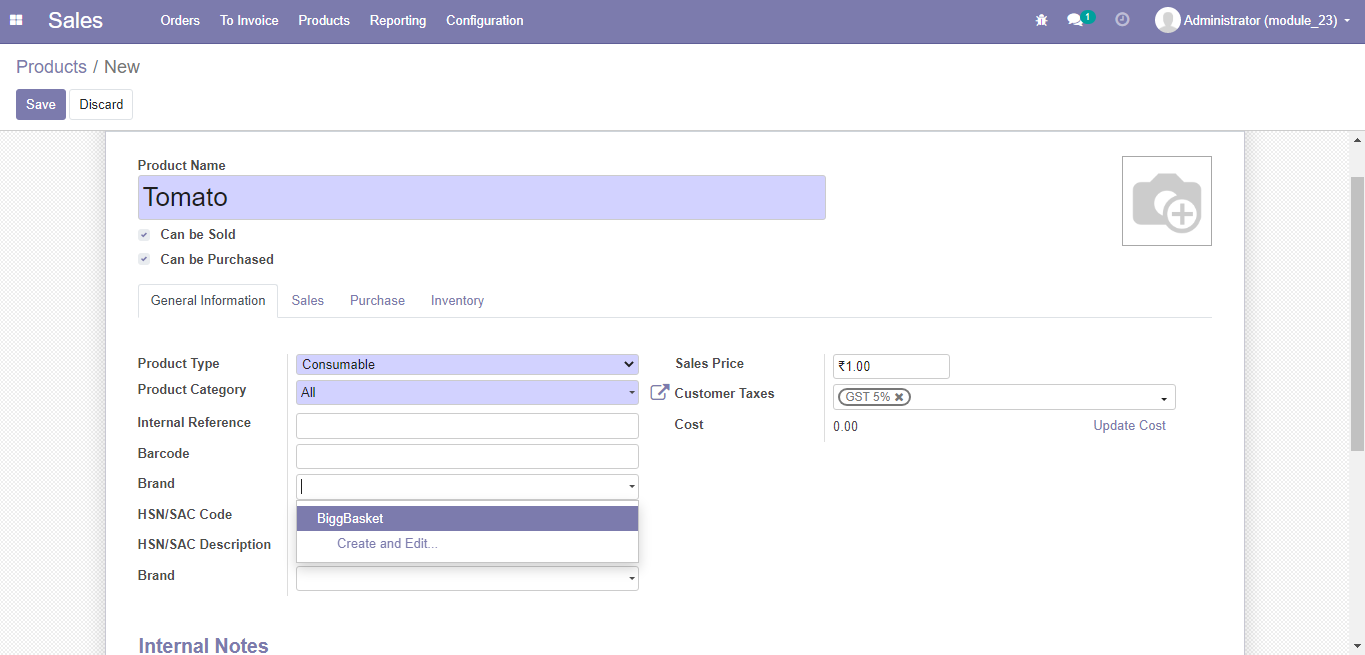 Sales Orders To Invoice Products Reporting Configuration 1 Administrator (module_23)
Products / New
Save Discard
Product Name
Tomato
Can be Sold
Can be Purchased
General Information Sales Purchase Inventory
Product Type Consumable Sales Price ₹1.00
Product Category All Customer Taxes GST 5%
Internal Reference Cost 0.00 Update Cost
Barcode
Brand
HSN/SAC Code BiggBasket
HSN/SAC Description Create and Edit...
Brand
Internal Notes